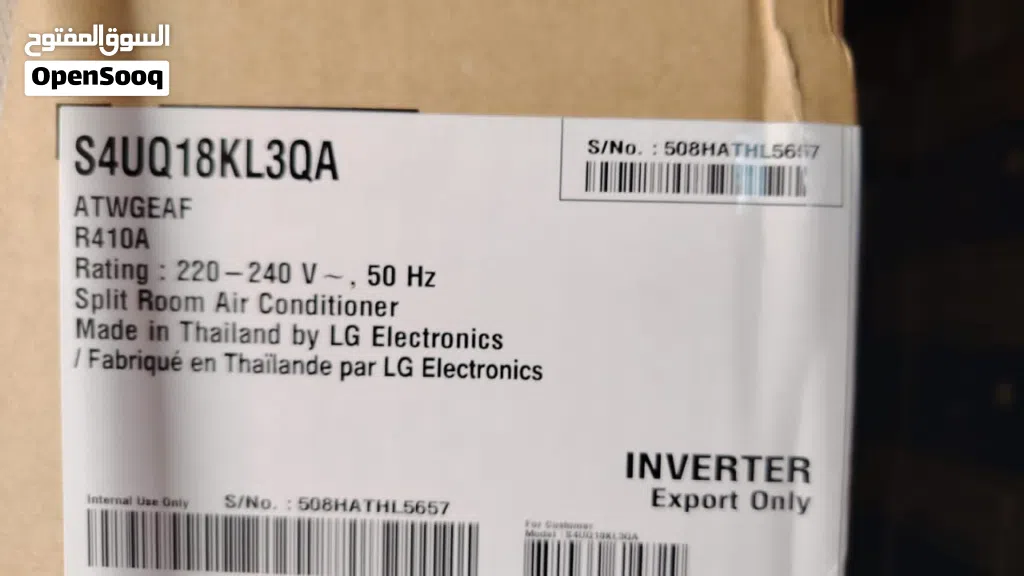 السوق المفتوح
OpenSooq
S4UQ18KL3QA
S/No. : 508HATHL5657
ATWGEAF
R410A
Rating : 220-240 V ~, 50 Hz
Split Room Air Conditioner
Made in Thailand by LG Electronics
/ Fabriqué en Thaïlande par LG Electronics
INVERTER
Export Only
Internal Use Only S/No. : 508HATHL5657
For Customer
Model : S4UQ18KL3QA